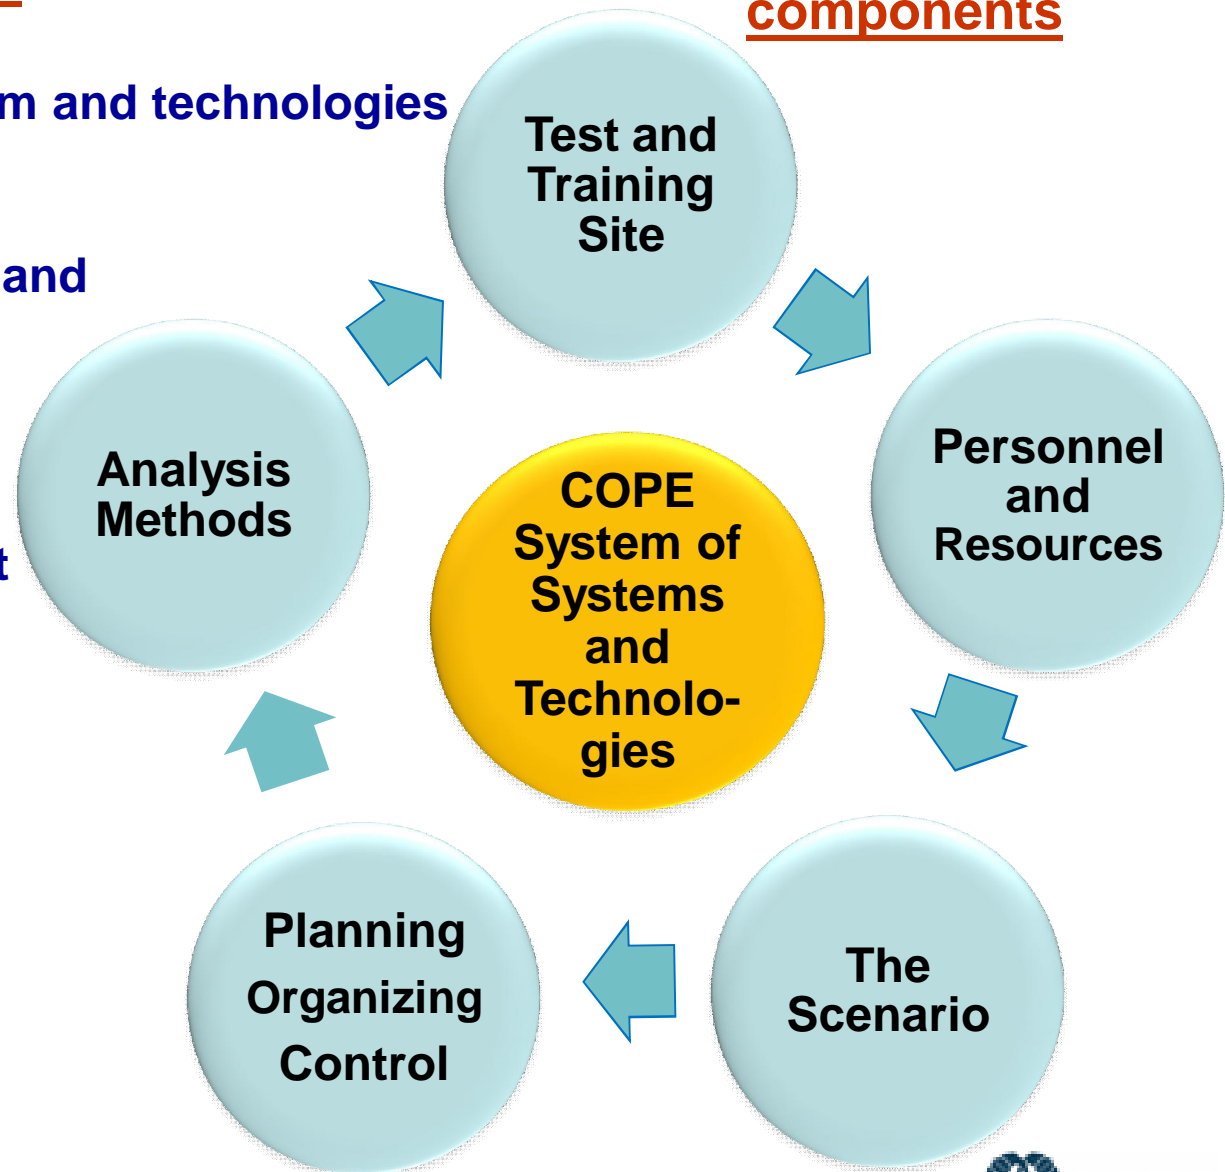 components
m and technologies
Test and
Training
Site
and
Analysis
Methods
Personnel
and
Resources
t
COPE
System of
Systems
and
Technolo-
gies
Planning
Organizing
Control
The
Scenario